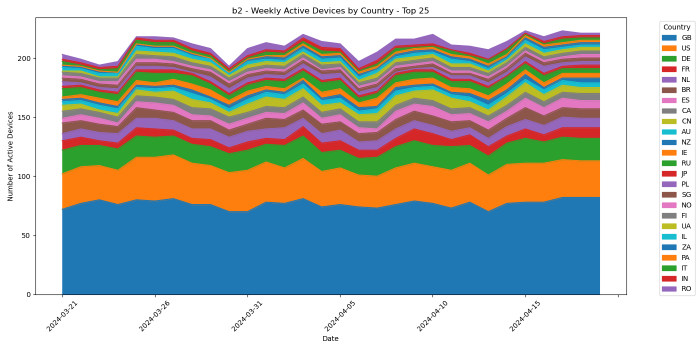 b2 - Weekly Active Devices by Country - Top 25
Number of Active Devices
200
150
100
50
0
2024-03-21
2024-03-26
2024-03-31
2024-04-05
2024-04-10
2024-04-15
Date
Country
GB
US
DE
FR
NL
BR
ES
CA
CN
AU
NZ
IE
RU
JP
PL
SG
NO
FI
UA
IL
ZA
PA
IT
IN
RO